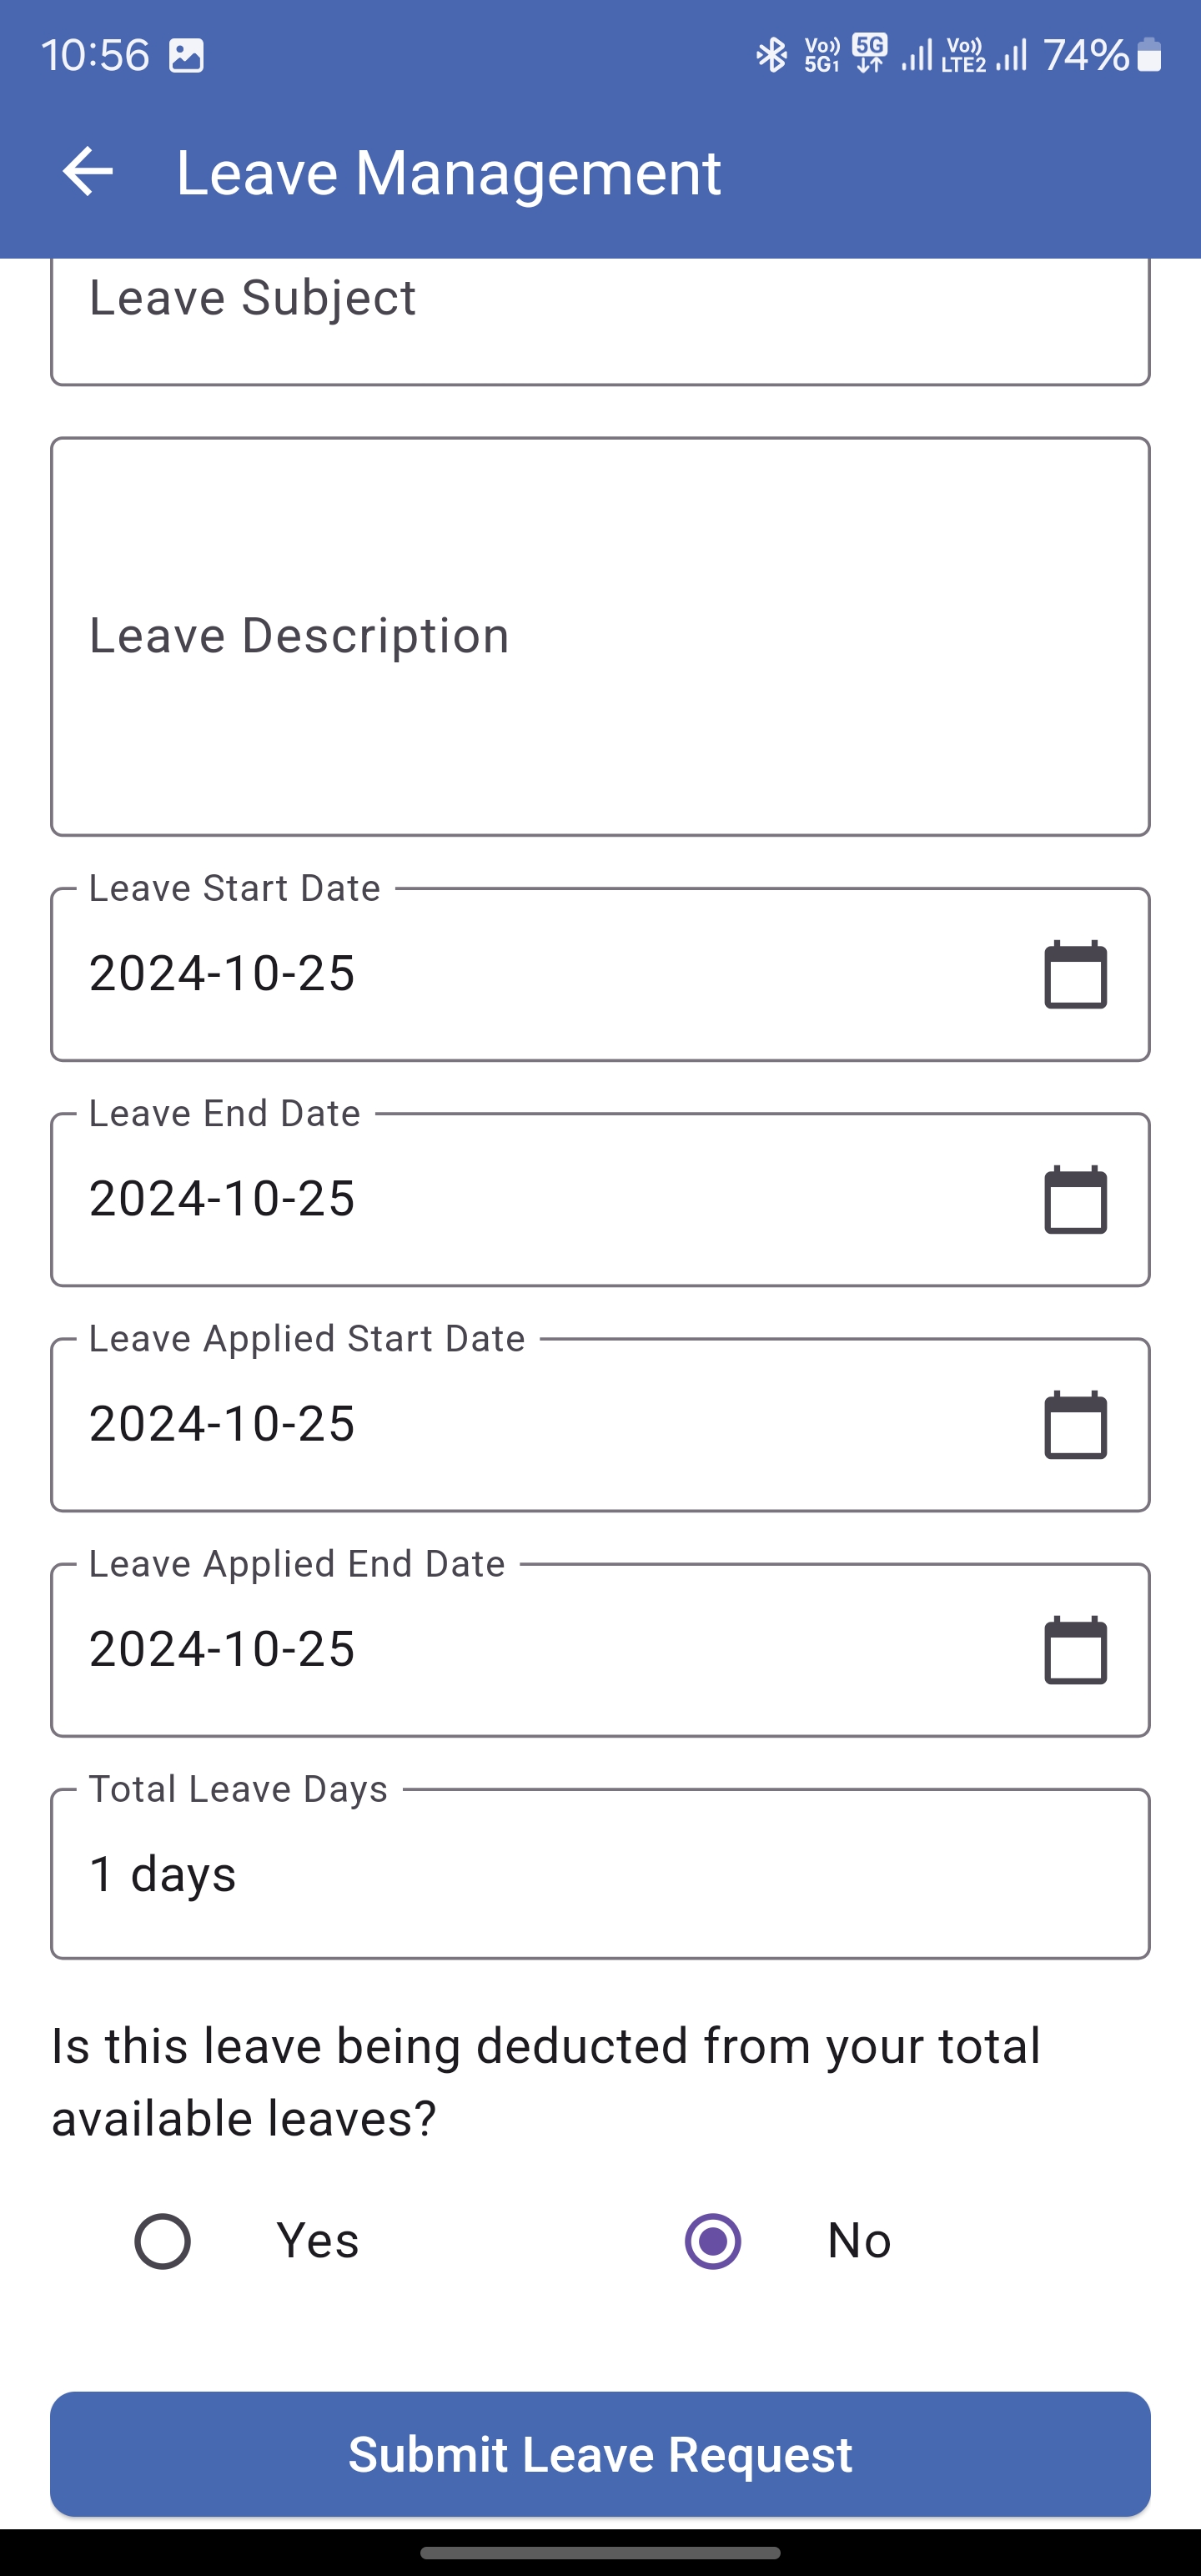 10:56
Vo))
5G1
5G
Vo))
LTE2
74%
Leave Management
Leave Subject
Leave Description
Leave Start Date
2024-10-25
Leave End Date
2024-10-25
Leave Applied Start Date
2024-10-25
Leave Applied End Date
2024-10-25
Total Leave Days
1 days
Is this leave being deducted from your total
available leaves?
Yes
No
Submit Leave Request